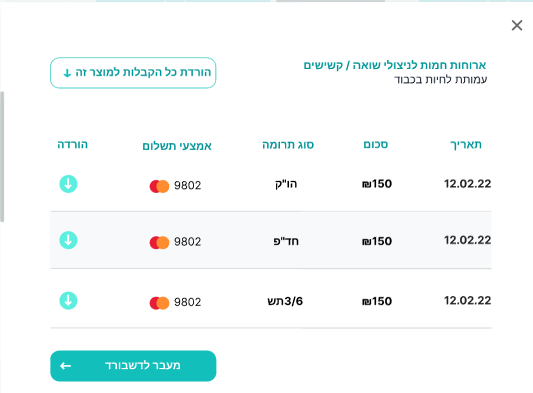 ארוחות חמות לניצולי שואה / קשישים
עמותת לחיות בכבוד
הורדת כל הקבלות למוצר זה
תאריך סכום סוג תרומה אמצעי תשלום הורדה
12.02.22 ₪150 הו"ק 9802
12.02.22 ₪150 חד"פ 9802
12.02.22 ₪150 3/6תש 9802
מעבר לדשבורד